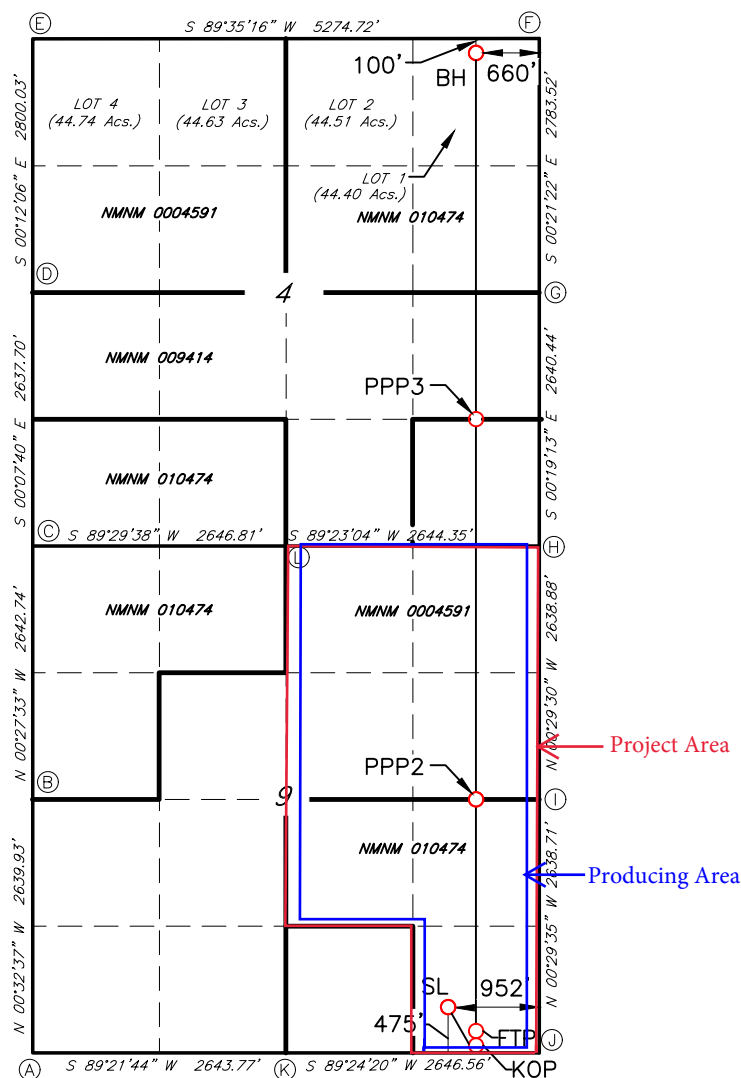 E
F
S 89°35'16" W 5274.72'
100'
BH
660'
LOT 4
(44.74 Acs.)
LOT 3
(44.63 Acs.)
LOT 2
(44.51 Acs.)
LOT 1
(44.40 Acs.)
S 00°12'06" E 2800.03'
S 00°21'22" E 2783.52'
NMNM 0004591
NMNM 010474
D
4
G
NMNM 009414
PPP3
S 00°07'40" E 2637.70'
S 00°19'13" E 2640.44'
NMNM 010474
C
S 89°29'38" W 2646.81'
S 89°23'04" W 2644.35'
H
L
NMNM 010474
NMNM 0004591
N 00°27'33" W 2642.74'
N 00°29'30" W 2638.88'
Project Area
PPP2
B
9
I
NMNM 010474
Producing Area
N 00°32'37" W 2639.93'
N 00°29'35" W 2638.71'
SL
952'
475'
FTP
J
A
S 89°21'44" W 2643.77'
K
S 89°24'20" W 2646.56'
KOP